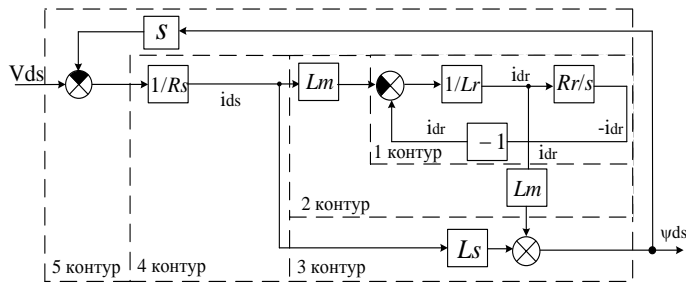 s
Vds
1/Rs
ids
Lm
1/Lr
idr
Rr/s
idr
− 1
-idr
1 контур
idr
Lm
2 контур
ψds
Ls
5 контур
4 контур
3 контур